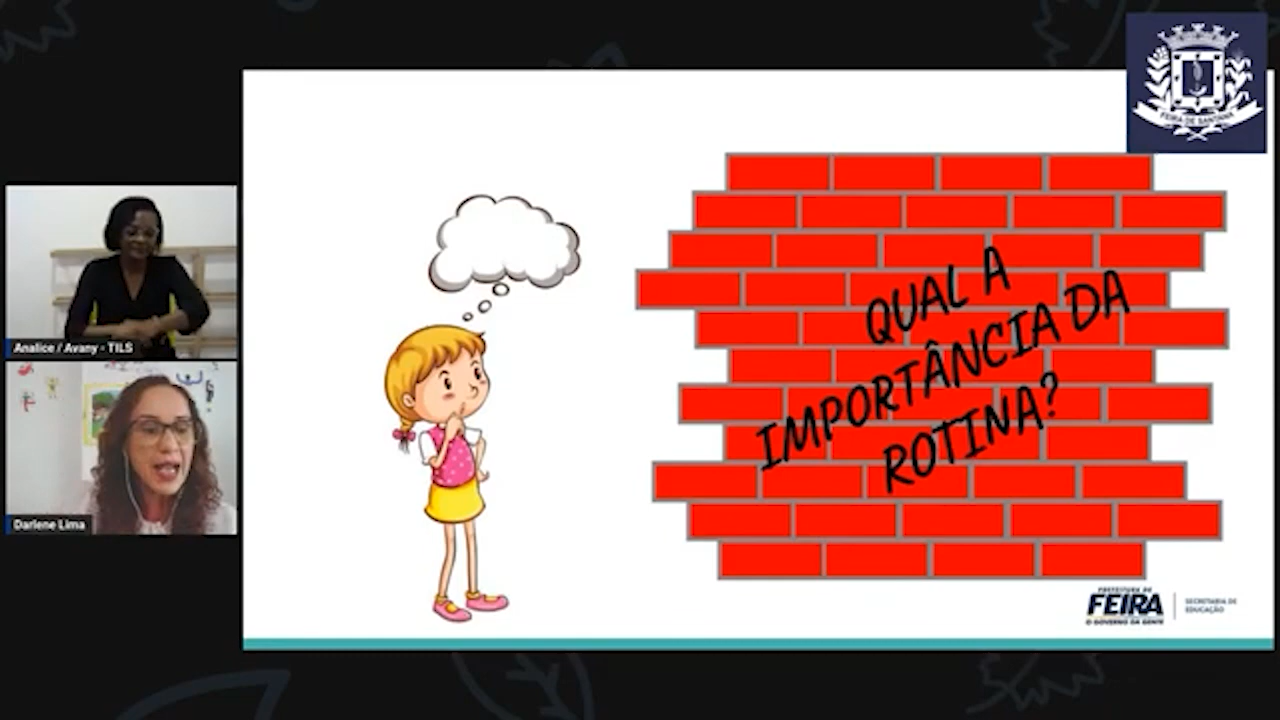 FEIRA DE SANTANA
QUAL A
IMPORTÂNCIA DA
ROTINA?
Analice / Avany - TILS
Darlene Lima
PREFEITURA DE
FEIRA
O GOVERNO DA GENTE
SECRETARIA DE
EDUCAÇÃO